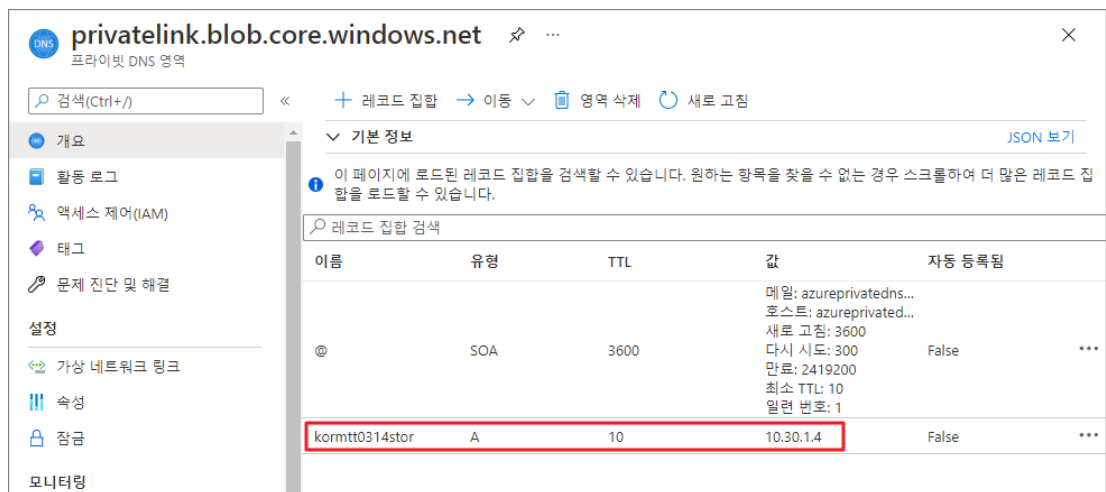 DNS
privatelink.blob.core.windows.net
프라이빗 DNS 영역
검색(Ctrl+/)
개요
활동 로그
액세스 제어(IAM)
태그
문제 진단 및 해결
설정
가상 네트워크 링크
속성
잠금
모니터링
레코드 집합 이동 영역 삭제 새로 고침
기본 정보 JSON 보기
이 페이지에 로드된 레코드 집합을 검색할 수 있습니다. 원하는 항목을 찾을 수 없는 경우 스크롤하여 더 많은 레코드 집
합을 로드할 수 있습니다.
레코드 집합 검색
이름 유형 TTL 값 자동 등록됨
메일: azureprivatedns...
호스트: azureprivated...
새로 고침: 3600
@ SOA 3600 다시 시도: 300 False
만료: 2419200
최소 TTL: 10
일련 번호: 1
kormtt0314stor A 10 10.30.1.4 False